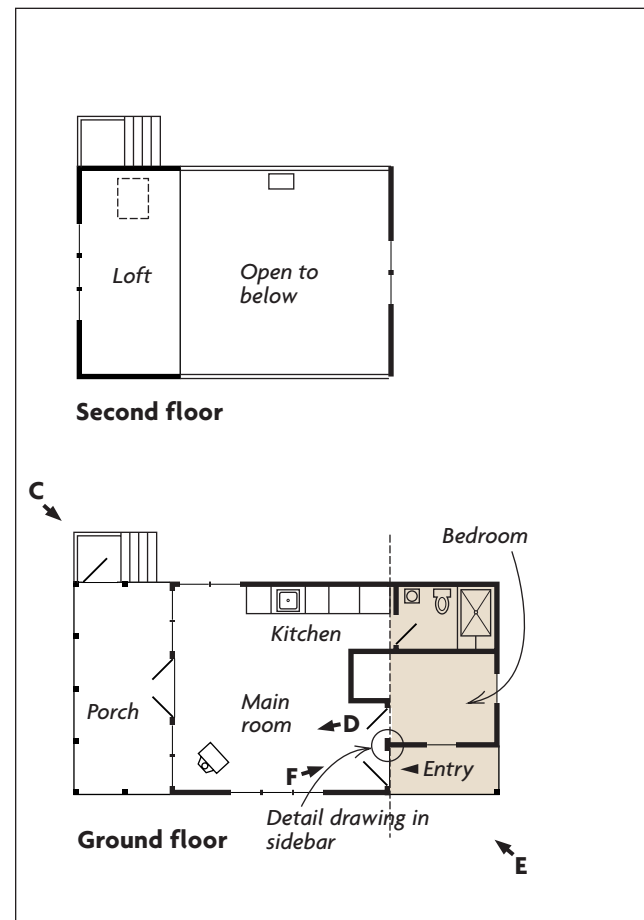 Loft
Open to
below
Second floor
C
Bedroom
Kitchen
Porch
Main
room
D
F
Entry
Detail drawing in
sidebar
Ground floor
E